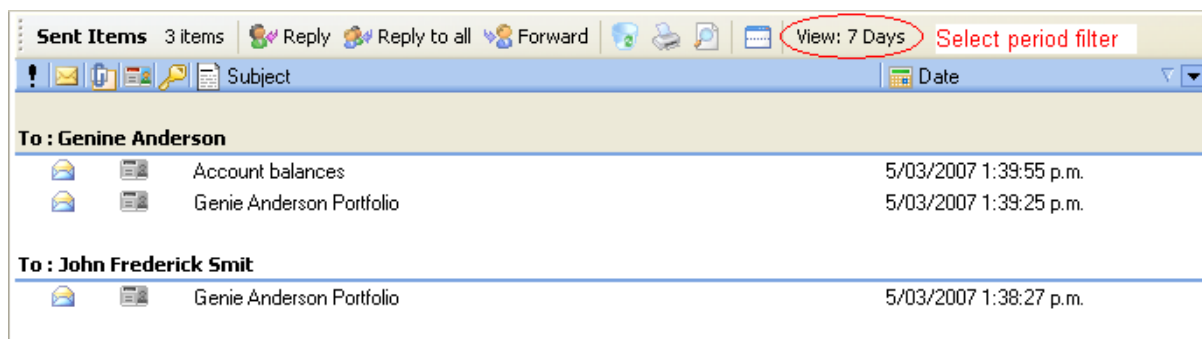 Sent Items 3 items Reply Reply to all Forward View: 7 Days Select period filter
Subject Date
To : Genine Anderson
Account balances 5/03/2007 1:39:55 p.m.
Genie Anderson Portfolio 5/03/2007 1:39:25 p.m.
To : John Frederick Smit
Genie Anderson Portfolio 5/03/2007 1:38:27 p.m.